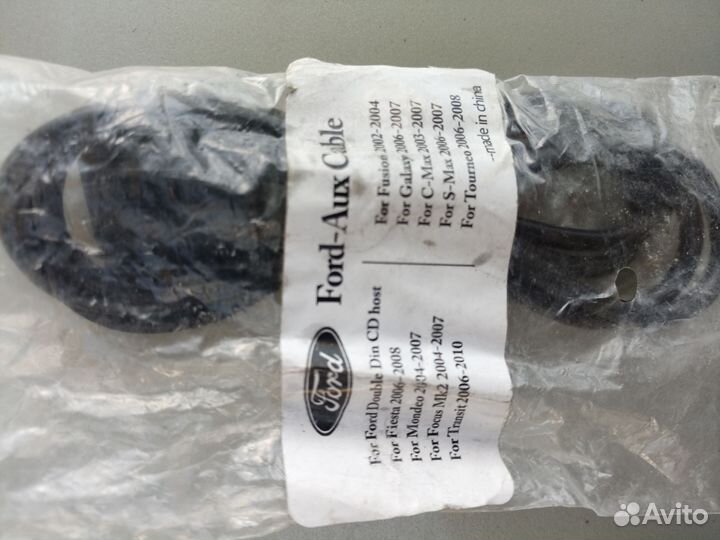 Ford
Ford-Aux Cable
For Ford Double Din CD host
For Fiesta 2006-2008
For Mondeo 2004-2007
For Focus Mk2 2004-2007
For Transit 2006-2010
For Fusion 2002-2004
For Galaxy 2006-2007
For C-Max 2003-2007
For S-Max 2006-2007
For Tourneo 2006-2008
--made in china
Avito